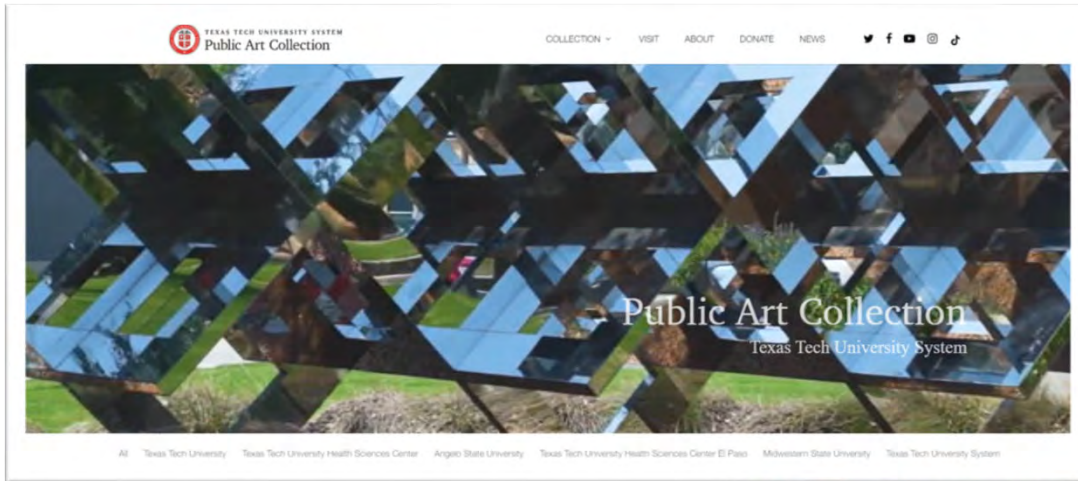 TEXAS TECH UNIVERSITY SYSTEM
Public Art Collection
COLLECTION VISIT ABOUT DONATE NEWS
Public Art Collection
Texas Tech University System
All Texas Tech University Texas Tech University Health Sciences Center Angelo State University Texas Tech University Health Sciences Center El Paso Midwestern State University Texas Tech University System